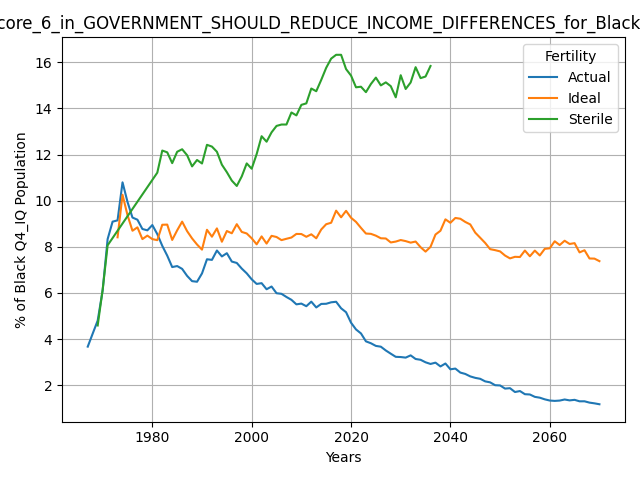 core_6_in_GOVERNMENT_SHOULD_REDUCE_INCOME_DIFFERENCES_for_Black
% of Black Q4_IQ Population
16
14
12
10
8
6
4
2
Fertility
Actual
Ideal
Sterile
1980 2000 2020 2040 2060
Years